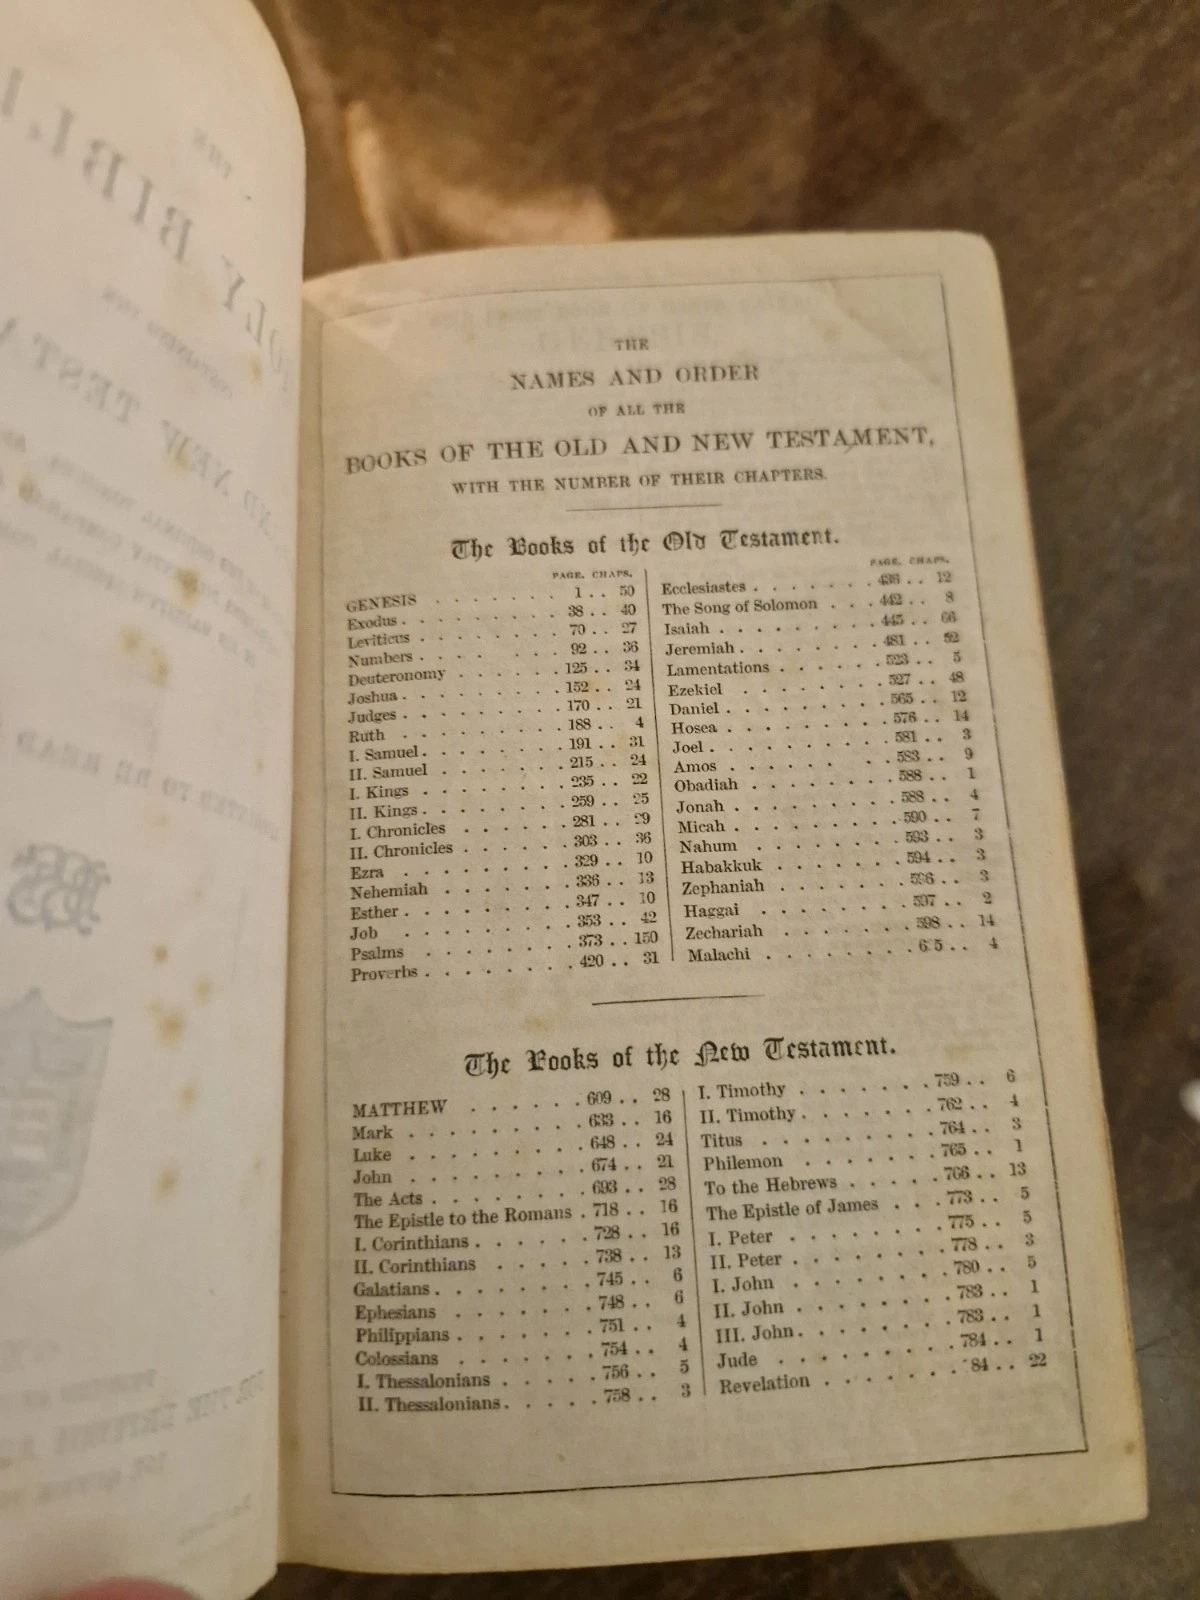 THE
NAMES AND ORDER
OF ALL THE
BOOKS OF THE OLD AND NEW TESTAMENT,
WITH THE NUMBER OF THEIR CHAPTERS.
The Books of the Old Testament.
PAGE. CHAPS.
GENESIS . . . . . . . 1 . . 50
Exodus . . . . . . . . 38 . . 40
Leviticus . . . . . . . 70 . . 27
Numbers . . . . . . . 92 . . 36
Deuteronomy . . . . . . 125 . . 34
Joshua . . . . . . . . 152 . . 24
Judges . . . . . . . . 170 . . 21
Ruth . . . . . . . . 188 . . 4
I. Samuel . . . . . . . 191 . . 31
II. Samuel . . . . . . . 215 . . 24
I. Kings . . . . . . . . 235 . . 22
II. Kings . . . . . . . . 259 . . 25
I. Chronicles . . . . . . 281 . . 29
II. Chronicles . . . . . . 303 . . 36
Ezra . . . . . . . . 329 . . 10
Nehemiah . . . . . . . 336 . . 13
Esther . . . . . . . . 347 . . 10
Job . . . . . . . . 353 . . 42
Psalms . . . . . . . 373 . . 150
Proverbs . . . . . . . . 420 . . 31
PAGE. CHAPS.
Ecclesiastes . . . . . . . 436 . . 12
The Song of Solomon . . . 442 . . 8
Isaiah . . . . . . . . . 445 . . 66
Jeremiah . . . . . . . . 481 . . 52
Lamentations . . . . . . 523 . . 5
Ezekiel . . . . . . . . 527 . . 48
Daniel . . . . . . . . . 565 . . 12
Hosea . . . . . . . . . 576 . . 14
Joel . . . . . . . . . . 581 . . 3
Amos . . . . . . . . 583 . . 9
Obadiah . . . . . . . . 588 . . 1
Jonah . . . . . . . . . 588 . . 4
Micah . . . . . . . . . 590 . . 7
Nahum . . . . . . . . 593 . . 3
Habakkuk . . . . . . . 594 . . 3
Zephaniah . . . . . . . 596 . . 3
Haggai . . . . . . . . 597 . . 2
Zechariah . . . . . . . 598 . . 14
Malachi . . . . . . . . 6 5 . . 4
The Books of the New Testament.
MATTHEW . . . . . . 609 . . 28
Mark . . . . . . . . . 633 . . 16
Luke . . . . . . . . . 648 . . 24
John . . . . . . . . . 674 . . 21
The Acts . . . . . . . . 693 . . 28
The Epistle to the Romans . 718 . . 16
I. Corinthians . . . . . . 728 . . 16
II. Corinthians . . . . . 738 . . 13
Galatians . . . . . . . . 745 . . 6
Ephesians . . . . . . . 748 . . 6
Philippians . . . . . . . 751 . . 4
Colossians . . . . . . . 754 . . 4
I. Thessalonians . . . . . 756 . . 5
II. Thessalonians . . . . . 758 . . 3
I. Timothy . . . . . . . 759 . . 6
II. Timothy . . . . . . . 762 . . 4
Titus . . . . . . . . . 764 . . 3
Philemon . . . . . . . 765 . . 1
To the Hebrews . . . . . 766 . . 13
The Epistle of James . . . 773 . . 5
I. Peter . . . . . . . . 775 . . 5
II. Peter . . . . . . . . 778 . . 3
I. John . . . . . . . . 780 . . 5
II. John . . . . . . . . 783 . . 1
III. John . . . . . . . . 783 . . 1
Jude . . . . . . . . . 784 . . 1
Revelation . . . . . . . 84 . . 22